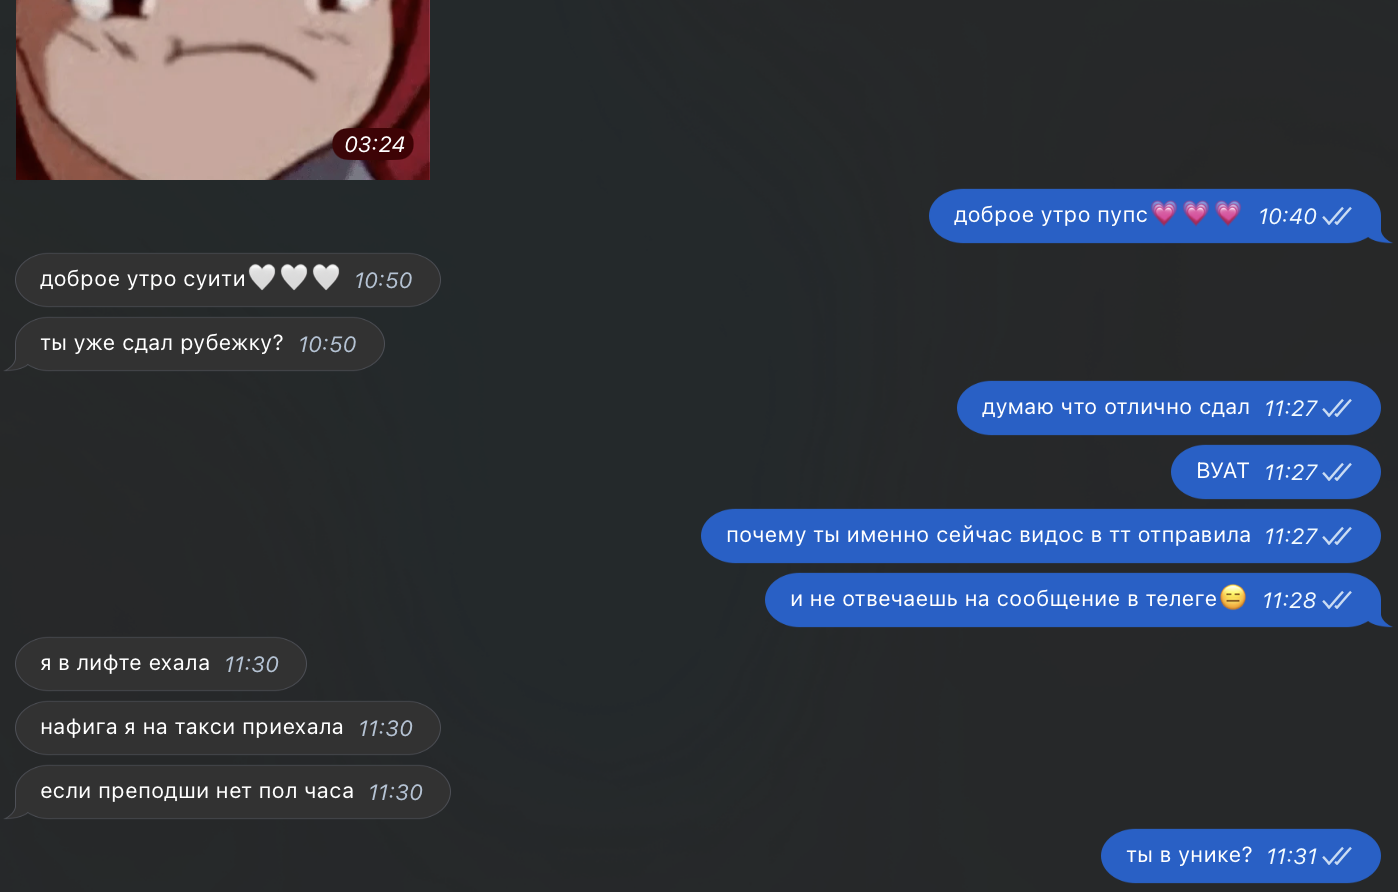 03:24
доброе утро пупс💗💗💗 10:40
доброе утро суити🤍🤍🤍 10:50
ты уже сдал рубежку? 10:50
думаю что отлично сдал 11:27
ВУАТ 11:27
почему ты именно сейчас видос в тт отправила 11:27
и не отвечаешь на сообщение в телеге😑 11:28
я в лифте ехала 11:30
нафига я на такси приехала 11:30
если преподши нет пол часа 11:30
ты в унике? 11:31